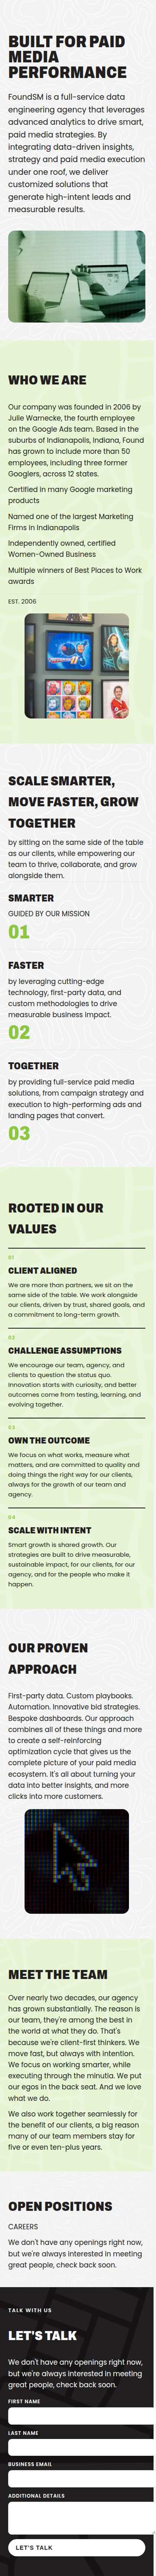 BUILT FOR PAID
MEDIA
PERFORMANCE
FoundSM is a full-service data
engineering agency that leverages
advanced analytics to drive smart,
paid media strategies. By
integrating data-driven insights,
strategy and paid media execution
under one roof, we deliver
customized solutions that
generate high-intent leads and
measurable results.
WHO WE ARE
Our company was founded in 2006 by
Julie Warnecke, the fourth employee
on the Google Ads team. Based in the
suburbs of Indianapolis, Indiana, Found
has grown to include more than 50
employees, including three former
Googlers, across 12 states.
Certified in many Google marketing
products
Named one of the largest Marketing
Firms in Indianapolis
Independently owned, certified
Women-Owned Business
Multiple winners of Best Places to Work
awards
EST. 2006
SCALE SMARTER,
MOVE FASTER, GROW
TOGETHER
by sitting on the same side of the table
as our clients, while empowering our
team to thrive, collaborate, and grow
alongside them.
SMARTER
GUIDED BY OUR MISSION
01
FASTER
by leveraging cutting-edge
technology, first-party data, and
custom methodologies to drive
measurable business impact.
02
TOGETHER
by providing full-service paid media
solutions, from campaign strategy and
execution to high-performing ads and
landing pages that convert.
03
ROOTED IN OUR
VALUES
01
CLIENT ALIGNED
We are more than partners, we sit on the
same side of the table. We work alongside
our clients, driven by trust, shared goals, and
a commitment to long-term growth.
02
CHALLENGE ASSUMPTIONS
We encourage our team, agency, and
clients to question the status quo.
Innovation starts with curiosity, and better
outcomes come from testing, learning, and
evolving together.
03
OWN THE OUTCOME
We focus on what works, measure what
matters, and are committed to quality and
doing things the right way for our clients,
always for the growth of our team and
agency.
04
SCALE WITH INTENT
Smart growth is shared growth. Our
strategies are built to drive measurable,
sustainable impact, for our clients, for our
agency, and for the people who make it
happen.
OUR PROVEN
APPROACH
First-party data. Custom playbooks.
Automation. Innovative bid strategies.
Bespoke dashboards. Our approach
combines all of these things and more
to create a self-reinforcing
optimization cycle that gives us the
complete picture of your paid media
ecosystem. It's all about turning your
data into better insights, and more
clicks into more customers.
MEET THE TEAM
Over nearly two decades, our agency
has grown substantially. The reason is
our team, they're among the best in
the world at what they do. That's
because we're client-first thinkers. We
move fast, but always with intention.
We focus on working smarter, while
executing through the minutia. We put
our egos in the back seat. And we love
what we do.
We also work together seamlessly for
the benefit of our clients, a big reason
many of our team members stay for
five or even ten-plus years.
OPEN POSITIONS
CAREERS
We don't have any openings right now,
but we're always interested in meeting
great people, check back soon.
TALK WITH US
LET'S TALK
We don't have any openings right now,
but we're always interested in meeting
great people, check back soon.
FIRST NAME
LAST NAME
BUSINESS EMAIL
ADDITIONAL DETAILS
LET'S TALK